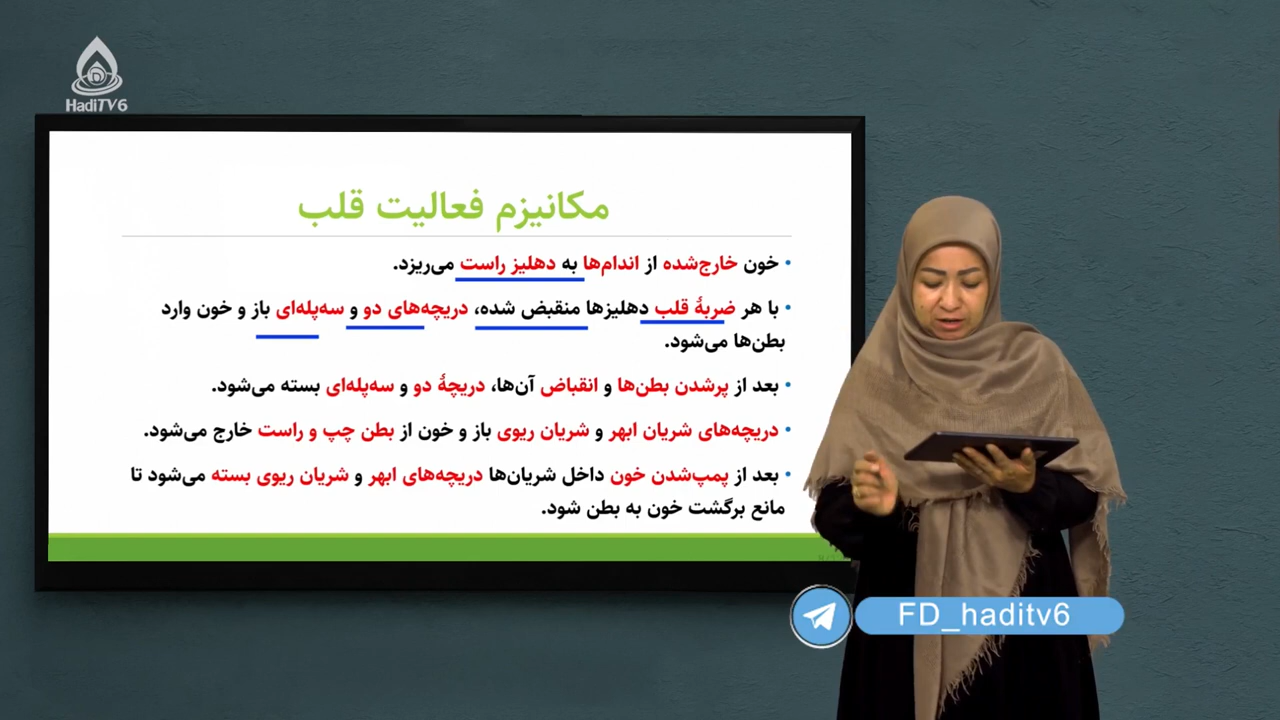 HadiTV6
مکانیزم فعالیت قلب
• خون خارج‌شده از اندام‌ها به دهلیز راست می‌ریزد.
• با هر ضربهٔ قلب دهلیزها منقبض شده، دریچه‌های دو و سه‌پله‌ای باز و خون وارد
بطن‌ها می‌شود.
• بعد از پرشدن بطن‌ها و انقباض آن‌ها، دریچهٔ دو و سه‌پله‌ای بسته می‌شود.
• دریچه‌های شریان ابهر و شریان ریوی باز و خون از بطن چپ و راست خارج می‌شود.
• بعد از پمپ‌شدن خون داخل شریان‌ها دریچه‌های ابهر و شریان ریوی بسته می‌شود تا
مانع برگشت خون به بطن شود.
FD_haditv6